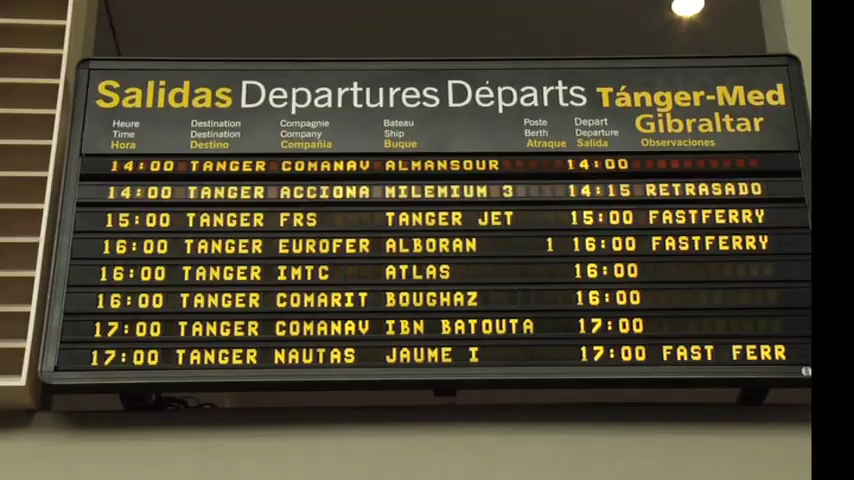 Salidas Departures Départs Tánger-Med
Gibraltar
Heure Destination Compagnie Bateau Poste Depart
Time Destination Company Ship Berth Departure
Hora Destino Compañia Buque Atraque Salida Observaciones
14:00 TANGER COMANAV ALMANSOUR 14:00
14:00 TANGER ACCIONA MILEMIUM 3 14:15 RETRASADO
15:00 TANGER FRS TANGER JET 15:00 FASTFERRY
16:00 TANGER EUROFER ALBORAN 1 16:00 FASTFERRY
16:00 TANGER IMTC ATLAS 16:00
16:00 TANGER COMARIT BOUGHAZ 16:00
17:00 TANGER COMANAV IBN BATOUTA 17:00
17:00 TANGER NAUTAS JAUME I 17:00 FAST FERR